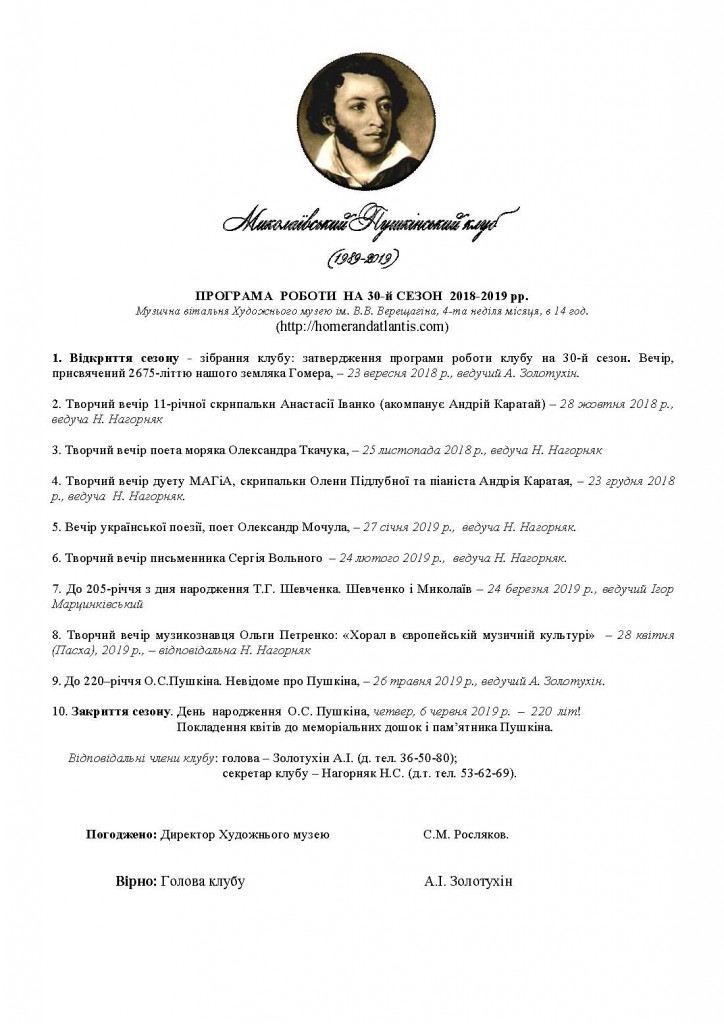 Миколаївський Пушкінський клуб
(1989-2019)
ПРОГРАМА РОБОТИ НА 30-й СЕЗОН 2018-2019 рр.
Музична вітальня Художнього музею ім. В.В. Верещагіна, 4-та неділя місяця, в 14 год.
(http://homerandatlantis.com)
1. Відкриття сезону - зібрання клубу: затвердження програми роботи клубу на 30-й сезон. Вечір,
присвячений 2675-літтю нашого земляка Гомера, – 23 вересня 2018 р., ведучий А. Золотухін.
2. Творчий вечір 11-річної скрипальки Анастасії Іванко (акомпанує Андрій Каратай) – 28 жовтня 2018 р.,
ведуча Н. Нагорняк
3. Творчий вечір поета моряка Олександра Ткачука, – 25 листопада 2018 р., ведуча Н. Нагорняк
4. Творчий вечір дуету МАГіА, скрипальки Олени Підлубної та піаніста Андрія Каратая, – 23 грудня 2018
р., ведуча Н. Нагорняк.
5. Вечір української поезії, поет Олександр Мочула, – 27 січня 2019 р., ведуча Н. Нагорняк.
6. Творчий вечір письменника Сергія Вольного – 24 лютого 2019 р., ведуча Н. Нагорняк.
7. До 205-річчя з дня народження Т.Г. Шевченка. Шевченко і Миколаїв – 24 березня 2019 р., ведучий Ігор
Марцинківський
8. Творчий вечір музикознавця Ольги Петренко: «Хорал в європейській музичній культурі» – 28 квітня
(Пасха), 2019 р., – відповідальна Н. Нагорняк
9. До 220–річчя О.С.Пушкіна. Невідоме про Пушкіна, – 26 травня 2019 р., ведучий А. Золотухін.
10. Закриття сезону. День народження О.С. Пушкіна, четвер, 6 червня 2019 р. – 220 літ!
Покладення квітів до меморіальних дошок і пам’ятника Пушкіна.
Відповідальні члени клубу: голова – Золотухін А.І. (д. тел. 36-50-80);
секретар клубу – Нагорняк Н.С. (д.т. тел. 53-62-69).
Погоджено: Директор Художнього музею С.М. Росляков.
Вірно: Голова клубу А.І. Золотухін